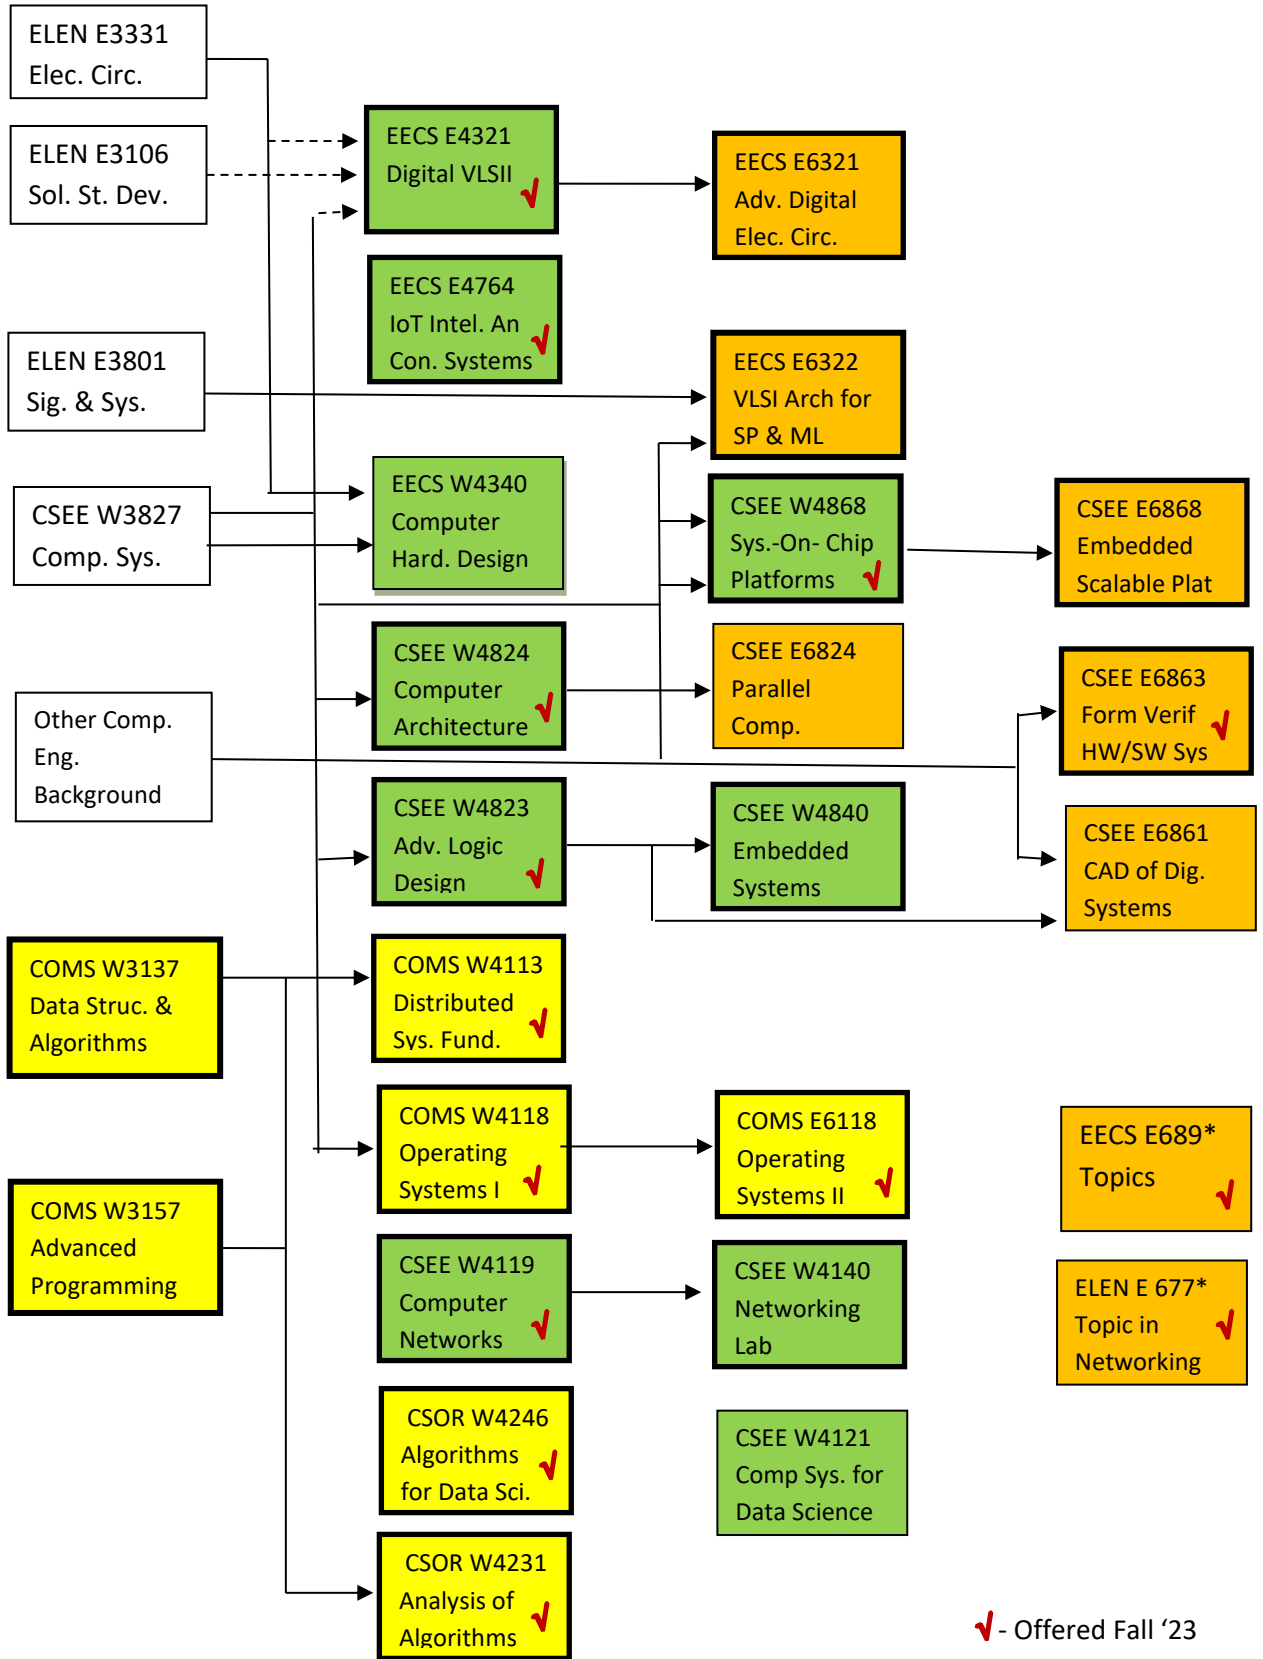 ELEN E3331
Elec. Circ.
ELEN E3106
Sol. St. Dev.
EECS E4321
Digital VLSII
EECS E6321
Adv. Digital
Elec. Circ.
EECS E4764
IoT Intel. An
Con. Systems
ELEN E3801
Sig. & Sys.
EECS E6322
VLSI Arch for
SP & ML
CSEE W3827
Comp. Sys.
EECS W4340
Computer
Hard. Design
CSEE W4868
Sys.-On- Chip
Platforms
CSEE E6868
Embedded
Scalable Plat
CSEE W4824
Computer
Architecture
CSEE E6824
Parallel
Comp.
CSEE E6863
Form Verif
HW/SW Sys
Other Comp.
Eng.
Background
CSEE W4823
Adv. Logic
Design
CSEE W4840
Embedded
Systems
CSEE E6861
CAD of Dig.
Systems
COMS W3137
Data Struc. &
Algorithms
COMS W4113
Distributed
Sys. Fund.
COMS W4118
Operating
Systems I
COMS E6118
Operating
Systems II
EECS E689*
Topics
COMS W3157
Advanced
Programming
CSEE W4119
Computer
Networks
CSEE W4140
Networking
Lab
ELEN E 677*
Topic in
Networking
CSOR W4246
Algorithms
for Data Sci.
CSEE W4121
Comp Sys. for
Data Science
CSOR W4231
Analysis of
Algorithms
√ - Offered Fall ‘23